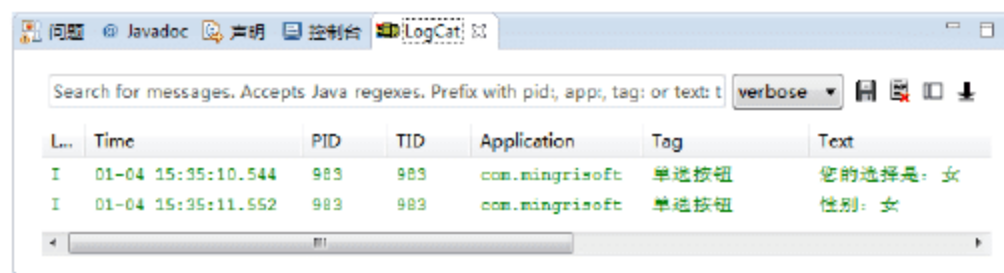 问题 @ Javadoc 声明 控制台 LogCat
Search for messages. Accepts Java regexes. Prefix with pid:, app:, tag: or text: t verbose
L... Time PID TID Application Tag Text
I 01-04 15:35:10.544 983 983 com.mingrisoft 单选按钮 您的选择是：女
I 01-04 15:35:11.552 983 983 com.mingrisoft 单选按钮 性别：女